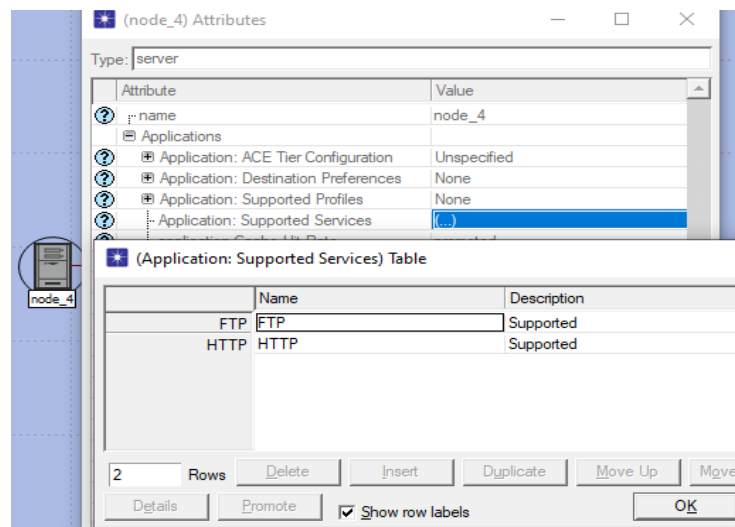 (node_4) Attributes
Type: server
Attribute Value
name node_4
Applications
Application: ACE Tier Configuration Unspecified
Application: Destination Preferences None
Application: Supported Profiles None
Application: Supported Services (...)
node_4
(Application: Supported Services) Table
Name Description
FTP FTP Supported
HTTP HTTP Supported
2 Rows Delete Insert Duplicate Move Up Move
Details Promote Show row labels OK